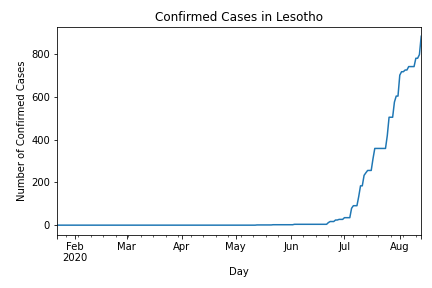 Confirmed Cases in Lesotho
Number of Confirmed Cases
800
600
400
200
0
Feb Mar Apr May Jun Jul Aug
2020
Day